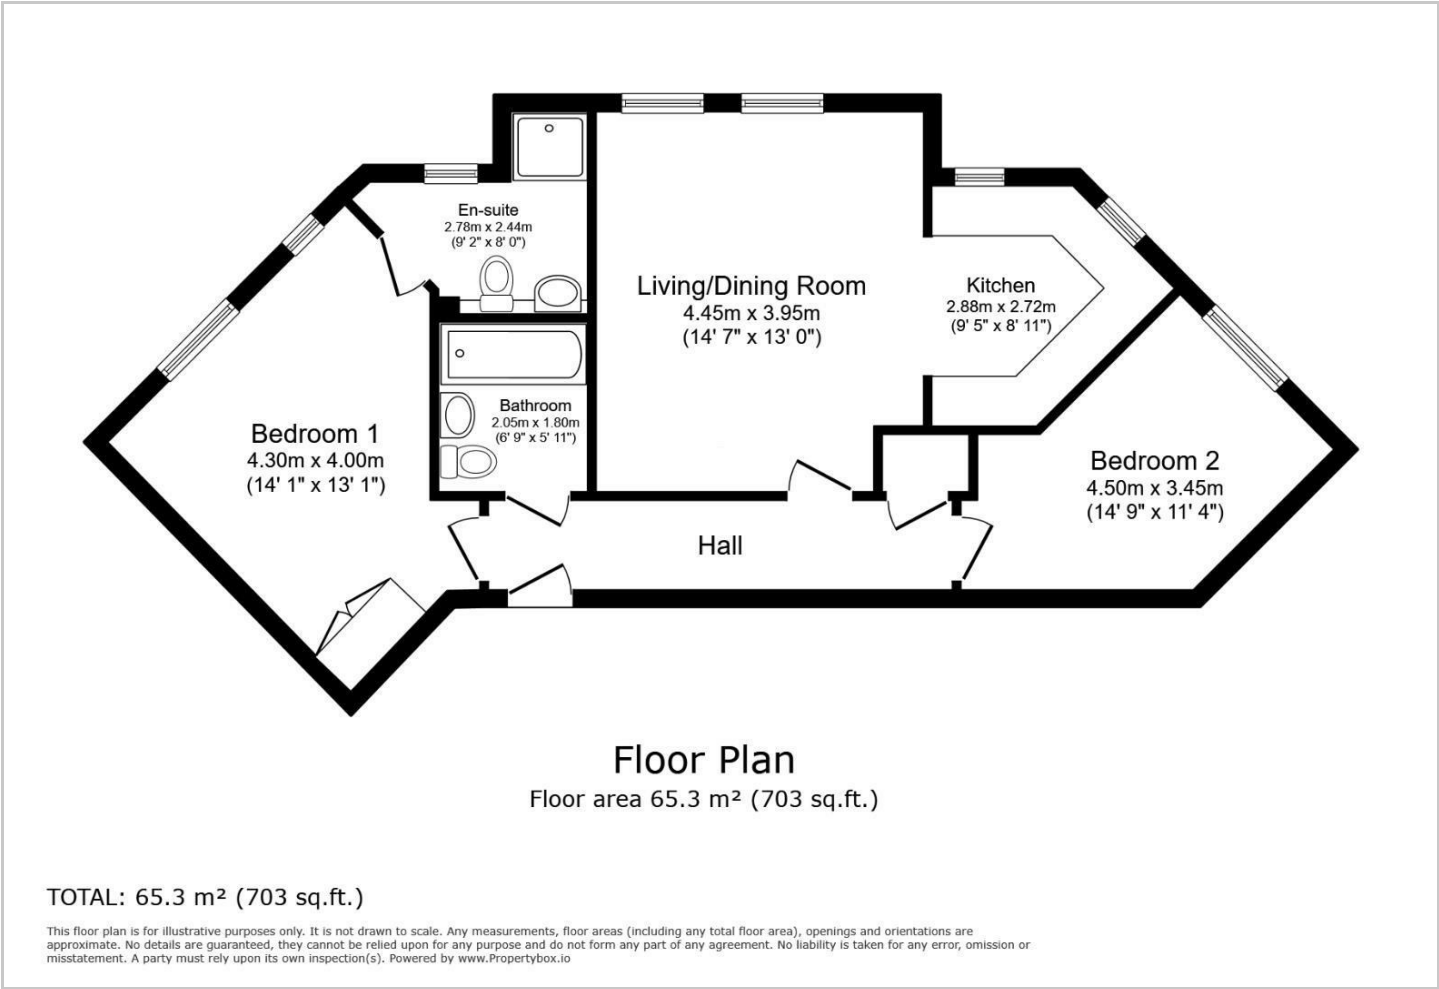 En-suite
2.78m x 2.44m
(9' 2" x 8' 0")
Living/Dining Room
4.45m x 3.95m
(14' 7" x 13' 0")
Kitchen
2.88m x 2.72m
(9' 5" x 8' 11")
Bathroom
2.05m x 1.80m
(6' 9" x 5' 11")
Bedroom 1
4.30m x 4.00m
(14' 1" x 13' 1")
Bedroom 2
4.50m x 3.45m
(14' 9" x 11' 4")
Hall
Floor Plan
Floor area 65.3 m² (703 sq.ft.)
TOTAL: 65.3 m² (703 sq.ft.)
This floor plan is for illustrative purposes only. It is not drawn to scale. Any measurements, floor areas (including any total floor area), openings and orientations are
approximate. No details are guaranteed, they cannot be relied upon for any purpose and do not form any part of any agreement. No liability is taken for any error, omission or
misstatement. A party must rely upon its own inspection(s). Powered by www.Propertybox.io